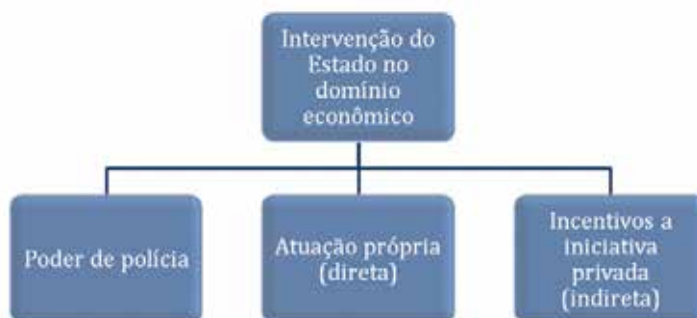 Intervenção do
Estado no
domínio
econômico
Poder de polícia
Atuação própria
(direta)
Incentivos a
iniciativa
privada
(indireta)